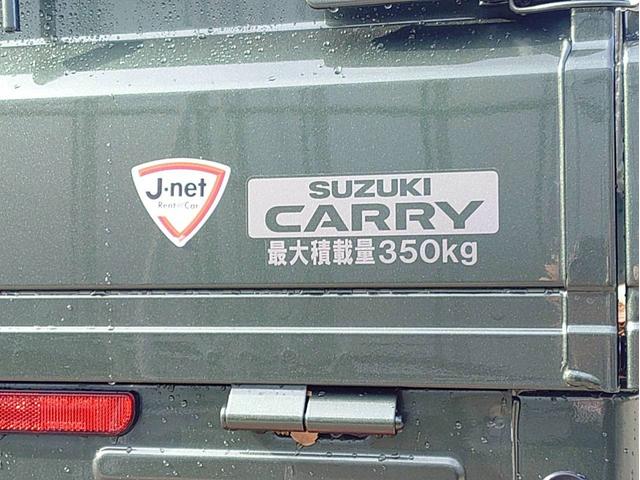 J·net
Rent a Car
SUZUKI
CARRY
最大積載量350kg